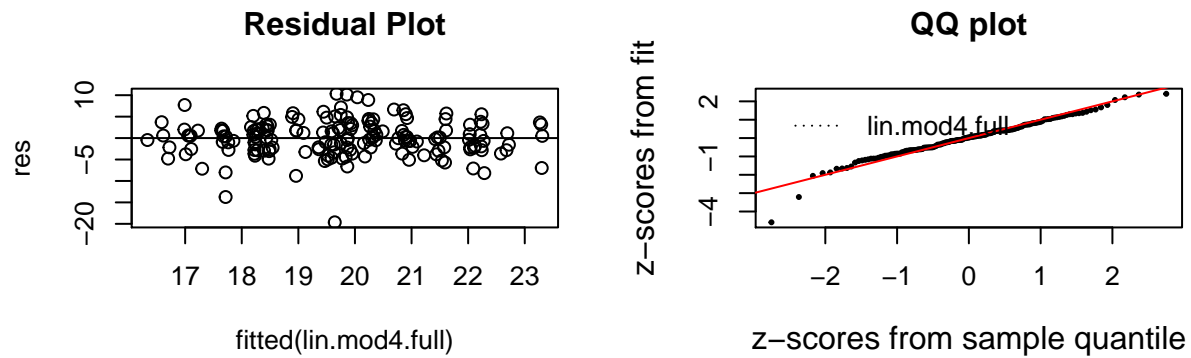 Residual Plot
res
10
−5
−20
17 18 19 20 21 22 23
fitted(lin.mod4.full)
QQ plot
z−scores from fit
2
−1
−4
lin.mod4.full
−2 −1 0 1 2
z−scores from sample quantile